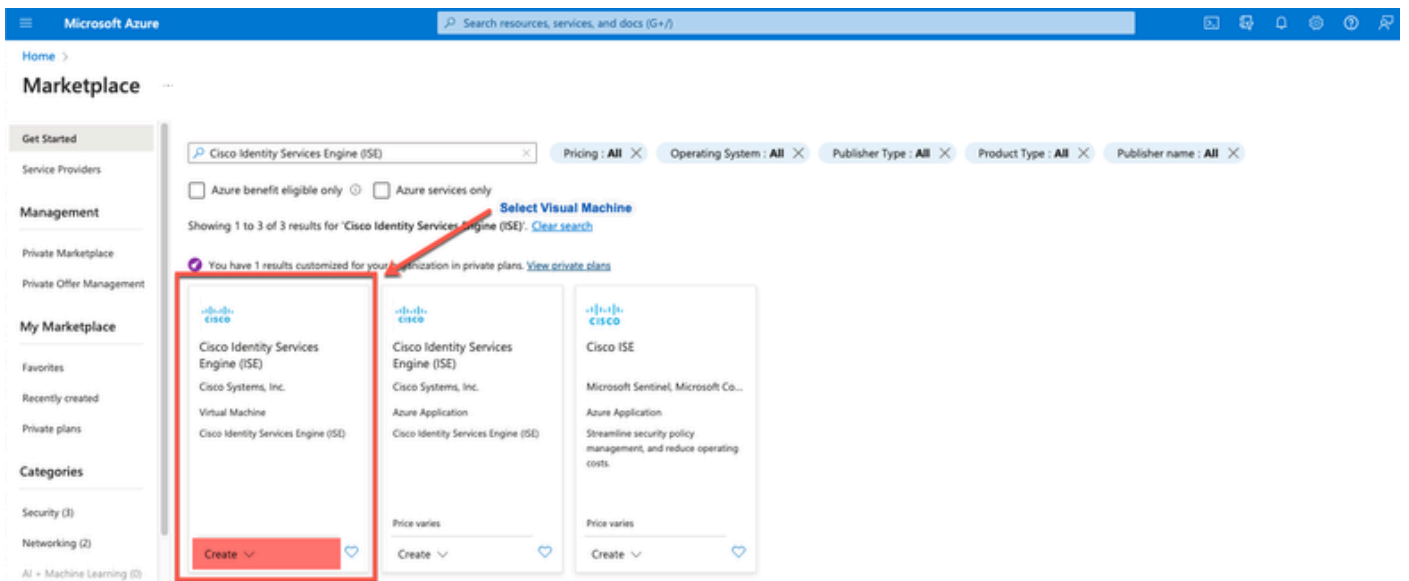 Microsoft Azure
Search resources, services, and docs (G+/)
Home >
Marketplace ...
Get Started
Service Providers
Management
Private Marketplace
Private Offer Management
My Marketplace
Favorites
Recently created
Private plans
Categories
Security (3)
Networking (2)
AI + Machine Learning (0)
Cisco Identity Services Engine (ISE)
Pricing : All
Operating System : All
Publisher Type : All
Product Type : All
Publisher name : All
Azure benefit eligible only
Azure services only
Select Visual Machine
Showing 1 to 3 of 3 results for 'Cisco Identity Services Engine (ISE)'. Clear search
You have 1 results customized for your organization in private plans. View private plans
CISCO
Cisco Identity Services
Engine (ISE)
Cisco Systems, Inc.
Virtual Machine
Cisco Identity Services Engine (ISE)
Create
CISCO
Cisco Identity Services
Engine (ISE)
Cisco Systems, Inc.
Azure Application
Cisco Identity Services Engine (ISE)
Price varies
Create
CISCO
Cisco ISE
Microsoft Sentinel, Microsoft Co...
Azure Application
Streamline security policy
management, and reduce operating
costs.
Price varies
Create